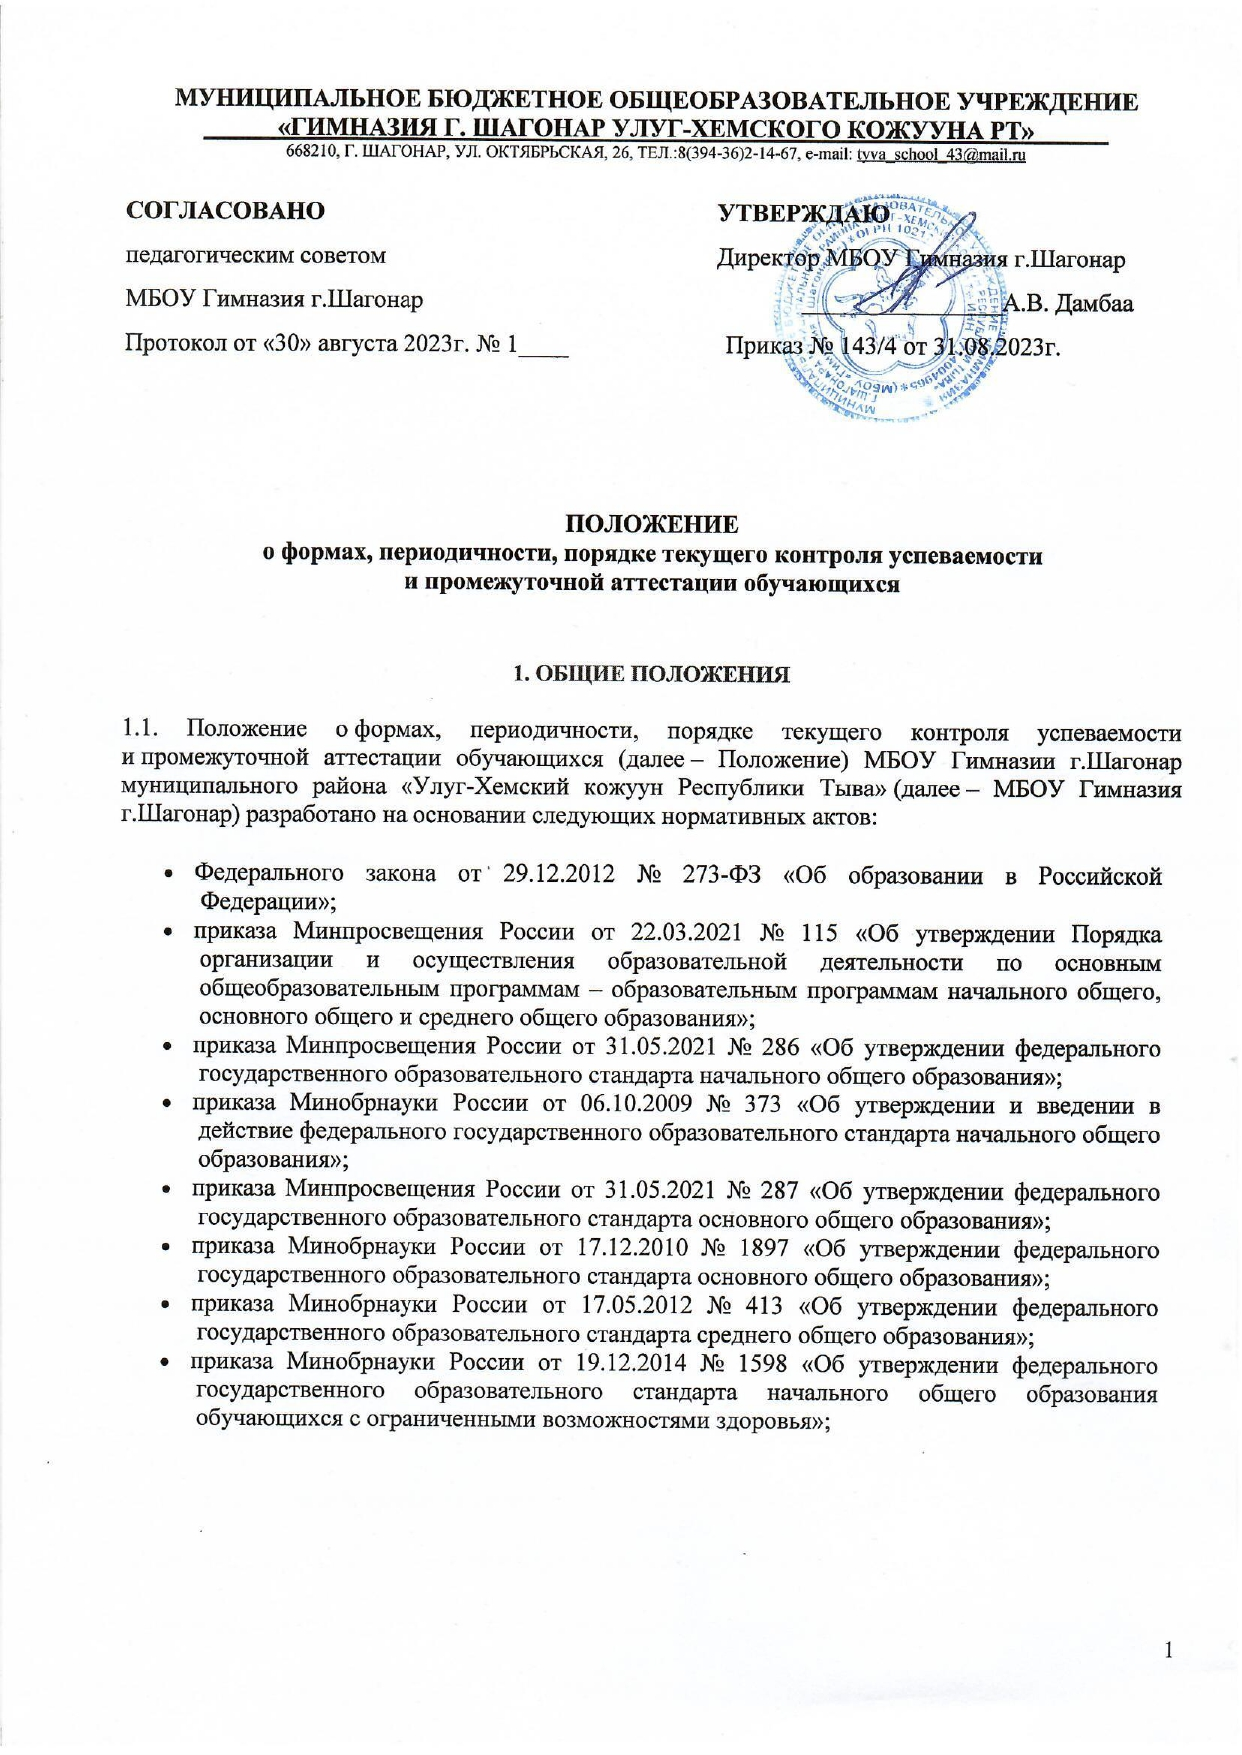 МУНИЦИПАЛЬНОЕ БЮДЖЕТНОЕ ОБЩЕОБРАЗОВАТЕЛЬНОЕ УЧРЕЖДЕНИЕ
«ГИМНАЗИЯ Г. ШАГОНАР УЛУГ-ХЕМСКОГО КОЖУУНА РТ»
668210, Г. ШАГОНАР, УЛ. ОКТЯБРЬСКАЯ, 26, ТЕЛ.:8(394-36)2-14-67, e-mail: tyva_school_43@mail.ru
СОГЛАСОВАНО
педагогическим советом
МБОУ Гимназия г.Шагонар
Протокол от «30» августа 2023г. № 1____
УТВЕРЖДАЮ
Директор МБОУ Гимназия г.Шагонар
________________А.В. Дамбаа
Приказ № 143/4 от 31.08.2023г.
ПОЛОЖЕНИЕ
о формах, периодичности, порядке текущего контроля успеваемости
и промежуточной аттестации обучающихся
1. ОБЩИЕ ПОЛОЖЕНИЯ
1.1. Положение о формах, периодичности, порядке текущего контроля успеваемости
и промежуточной аттестации обучающихся (далее – Положение) МБОУ Гимназии г.Шагонар
муниципального района «Улуг-Хемский кожуун Республики Тыва» (далее – МБОУ Гимназия
г.Шагонар) разработано на основании следующих нормативных актов:
• Федерального закона от 29.12.2012 № 273-ФЗ «Об образовании в Российской
Федерации»;
• приказа Минпросвещения России от 22.03.2021 № 115 «Об утверждении Порядка
организации и осуществления образовательной деятельности по основным
общеобразовательным программам – образовательным программам начального общего,
основного общего и среднего общего образования»;
• приказа Минпросвещения России от 31.05.2021 № 286 «Об утверждении федерального
государственного образовательного стандарта начального общего образования»;
• приказа Минобрнауки России от 06.10.2009 № 373 «Об утверждении и введении в
действие федерального государственного образовательного стандарта начального общего
образования»;
• приказа Минпросвещения России от 31.05.2021 № 287 «Об утверждении федерального
государственного образовательного стандарта основного общего образования»;
• приказа Минобрнауки России от 17.12.2010 № 1897 «Об утверждении федерального
государственного образовательного стандарта основного общего образования»;
• приказа Минобрнауки России от 17.05.2012 № 413 «Об утверждении федерального
государственного образовательного стандарта среднего общего образования»;
• приказа Минобрнауки России от 19.12.2014 № 1598 «Об утверждении федерального
государственного образовательного стандарта начального общего образования
обучающихся с ограниченными возможностями здоровья»;
1